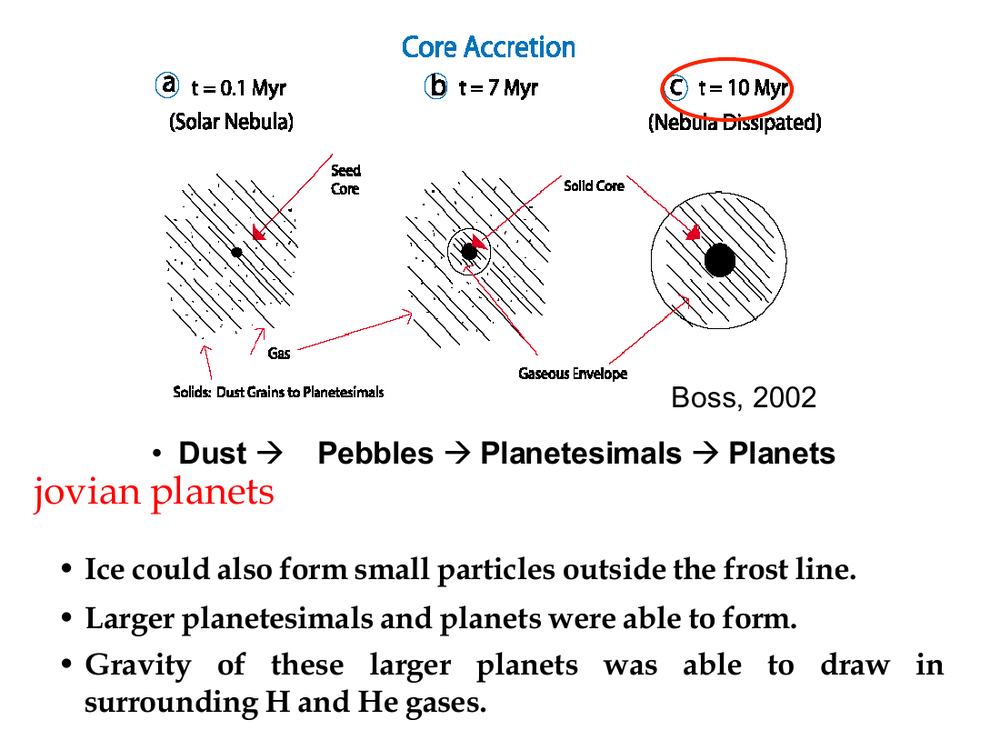 Core Accretion
a t = 0.1 Myr
b t = 7 Myr
c t = 10 Myr
(Solar Nebula)
(Nebula Dissipated)
Seed
Core
Solid Core
Gas
Gaseous Envelope
Solids: Dust Grains to Planetesimals
Boss, 2002
• Dust → Pebbles → Planetesimals → Planets
jovian planets
• Ice could also form small particles outside the frost line.
• Larger planetesimals and planets were able to form.
• Gravity of these larger planets was able to draw in
surrounding H and He gases.